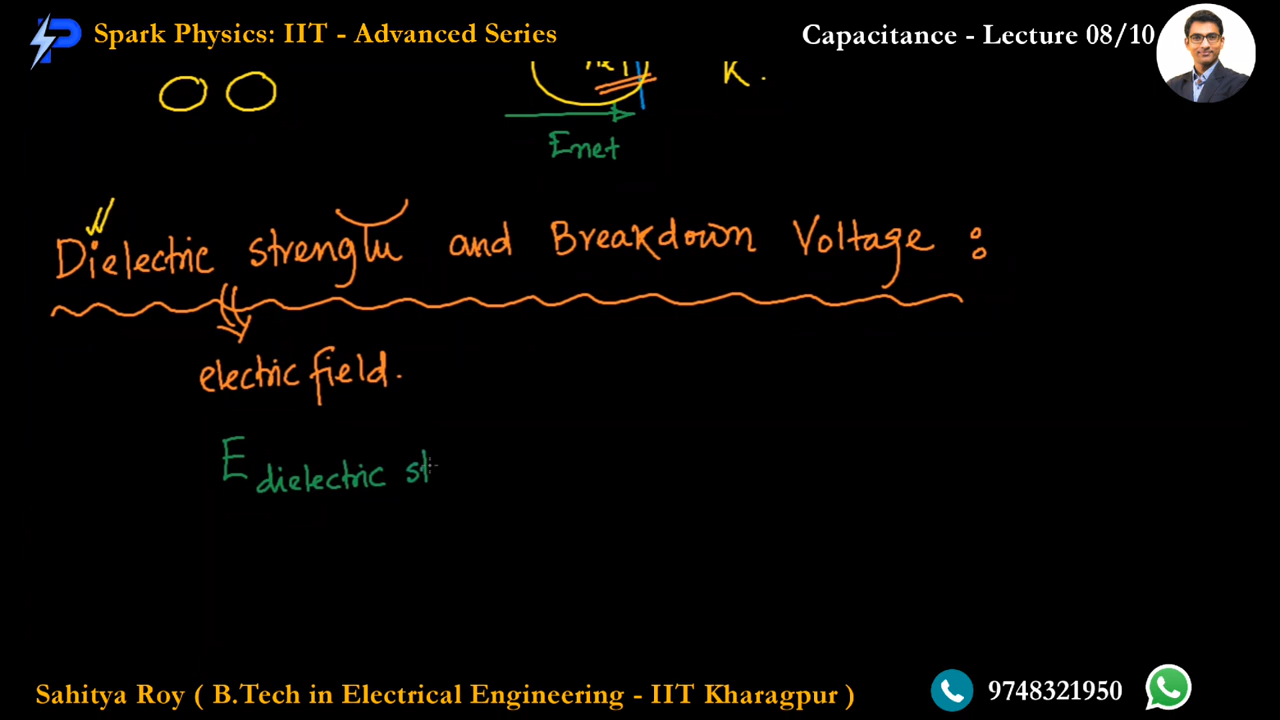 Spark Physics: IIT - Advanced Series
Capacitance - Lecture 08/10
K.
Enet
Dielectric strength and Breakdown Voltage :
electric field.
E dielectric st
Sahitya Roy ( B.Tech in Electrical Engineering - IIT Kharagpur )
9748321950